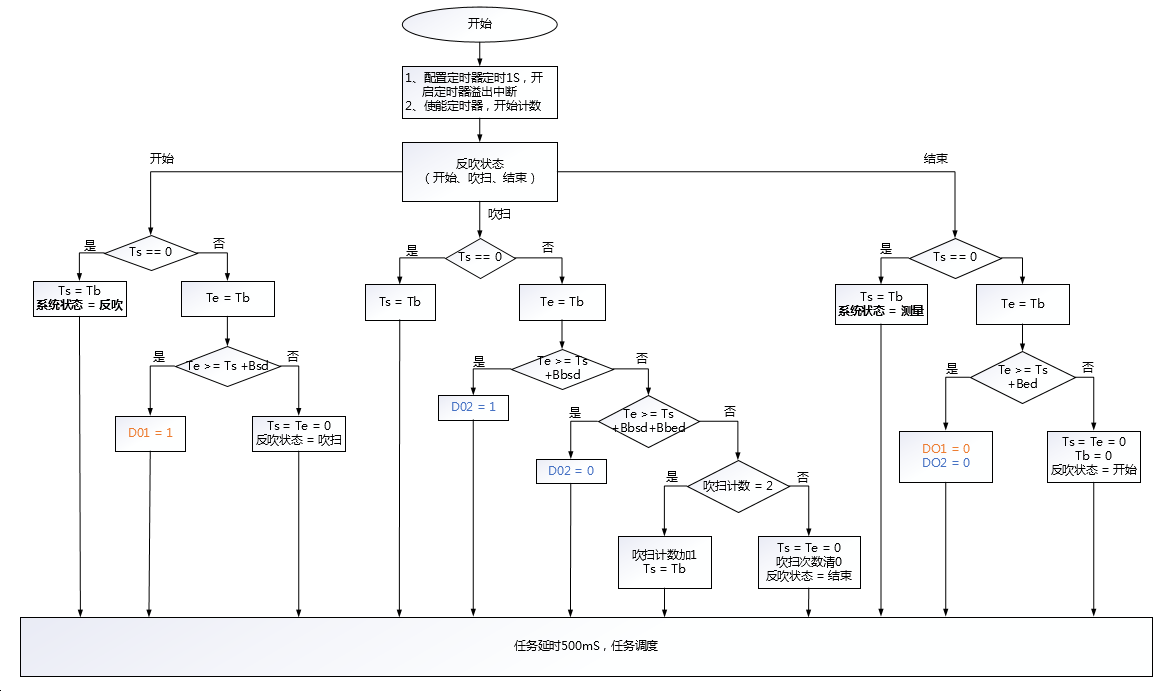 开始
1、配置定时器定时1S，开
启定时器溢出中断
2、使能定时器，开始计数
反吹状态
（开始、吹扫、结束）
开始
吹扫
结束
Ts == 0
是
否
Ts = Tb
系统状态 = 反吹
Te = Tb
Te >= Ts +Bsd
是
否
D01 = 1
Ts = Te = 0
反吹状态 = 吹扫
Ts == 0
是
否
Ts = Tb
Te = Tb
Te >= Ts
+Bbsd
是
否
D02 = 1
Te >= Ts
+Bbsd+Bbed
是
否
D02 = 0
吹扫计数 = 2
是
否
吹扫计数加1
Ts = Tb
Ts = Te = 0
吹扫次数清0
反吹状态 = 结束
Ts == 0
是
Ts = Tb
系统状态 = 测量
Te = Tb
Te >= Ts
+Bed
是
否
DO1 = 0
DO2 = 0
Ts = Te = 0
Tb = 0
反吹状态 = 开始
任务延时500mS，任务调度